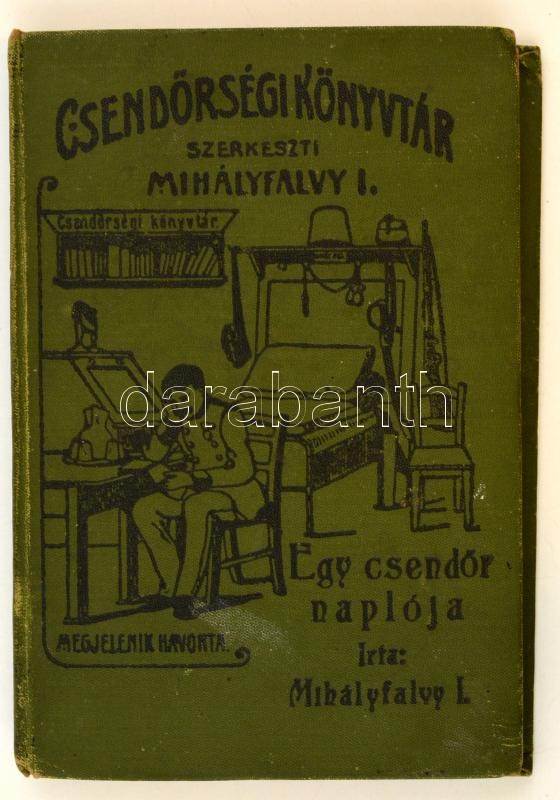 CSENDŐRSÉGI KÖNYVTÁR
SZERKESZTI
MIHÁLYFALVY I.
Csendőrségi könyvtár.
darabanth
Egy csendőr
naplója
Irta:
Mihályfalvy I.
MEGJELENIK HAVONTA.